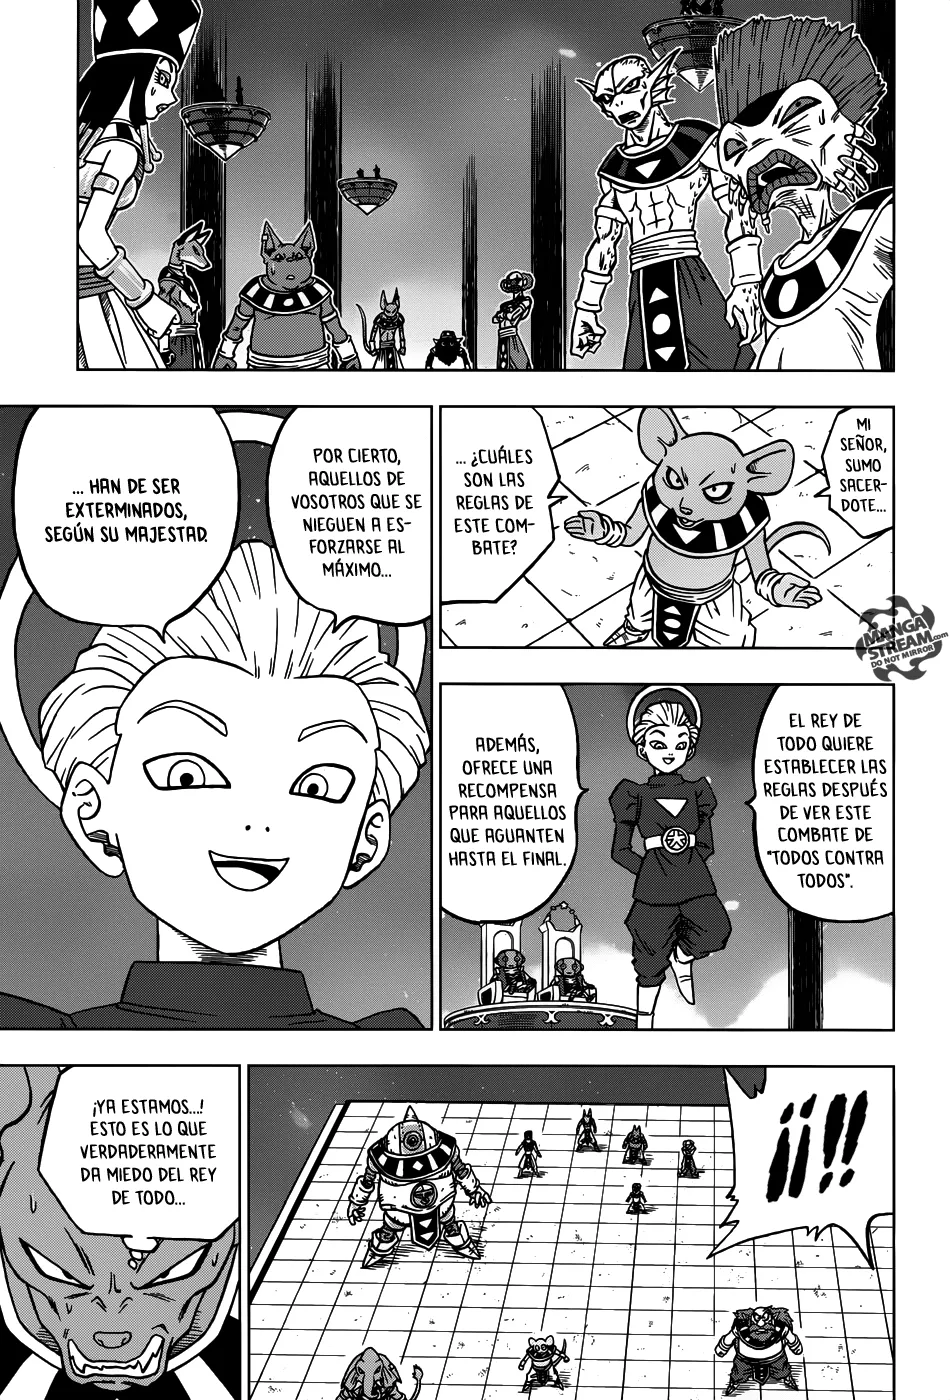 MI
SEÑOR,
SUMO
SACER-
DOTE...
... ¿CUÁLES
SON LAS
REGLAS DE
ESTE COM-
BATE?
POR CIERTO,
AQUELLOS DE
VOSOTROS QUE SE
NIEGUEN A ES-
FORZARSE AL
MÁXIMO...
... HAN DE SER
EXTERMINADOS,
SEGÚN SU MAJESTAD.
MANGA
STREAM.com
DO NOT MIRROR
EL REY DE
TODO QUIERE
ESTABLECER LAS
REGLAS DESPUÉS
DE VER ESTE
COMBATE DE
"TODOS CONTRA
TODOS".
ADEMÁS,
OFRECE UNA
RECOMPENSA
PARA AQUELLOS
QUE AGUANTEN
HASTA EL FINAL.
¡¡!!
¡YA ESTAMOS...!
ESTO ES LO QUE
VERDADERAMENTE
DA MIEDO DEL REY
DE TODO...